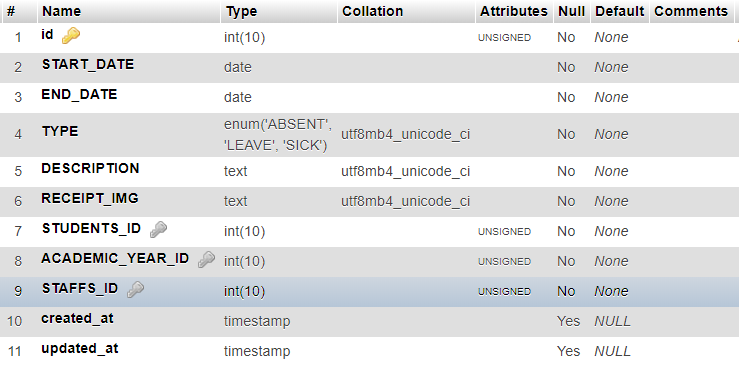 # Name Type Collation Attributes Null Default Comments
1 id int(10) UNSIGNED No None
2 START_DATE date No None
3 END_DATE date No None
4 TYPE enum('ABSENT', 'LEAVE', 'SICK') utf8mb4_unicode_ci No None
5 DESCRIPTION text utf8mb4_unicode_ci No None
6 RECEIPT_IMG text utf8mb4_unicode_ci No None
7 STUDENTS_ID int(10) UNSIGNED No None
8 ACADEMIC_YEAR_ID int(10) UNSIGNED No None
9 STAFFS_ID int(10) UNSIGNED No None
10 created_at timestamp Yes NULL
11 updated_at timestamp Yes NULL